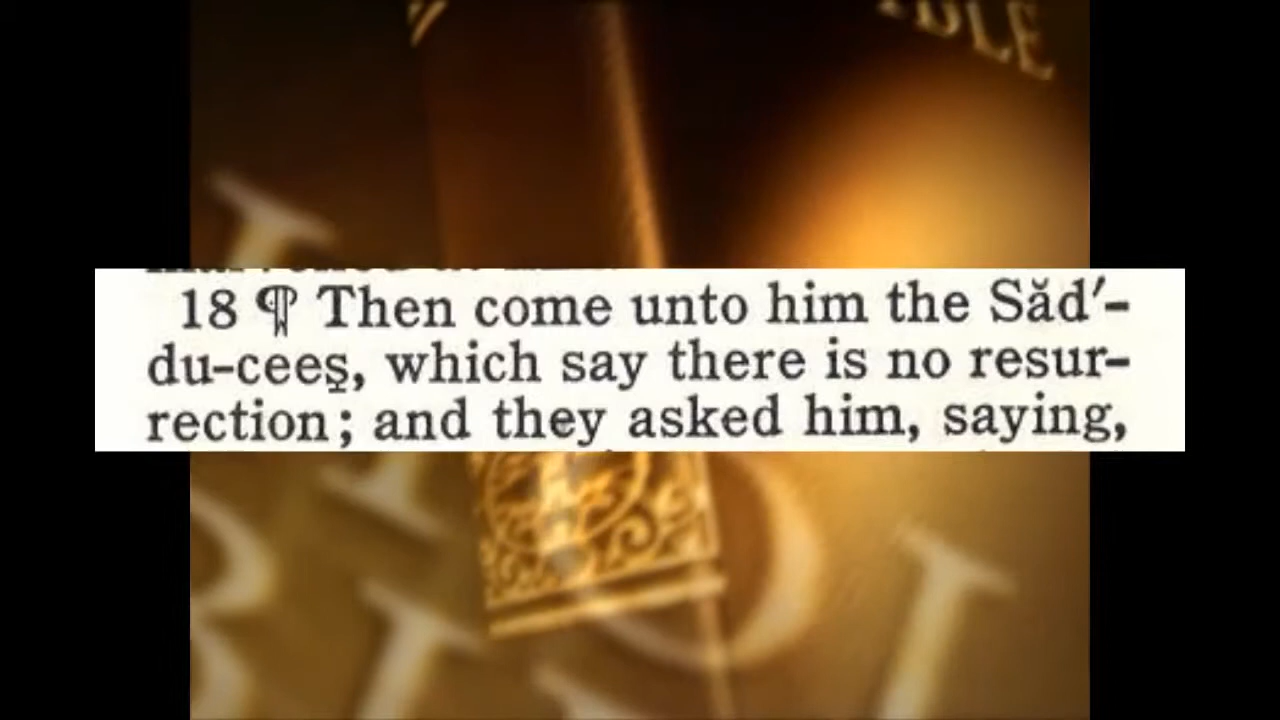 18 ¶ Then come unto him the Săd′-
du-cees̱, which say there is no resur-
rection; and they asked him, saying,